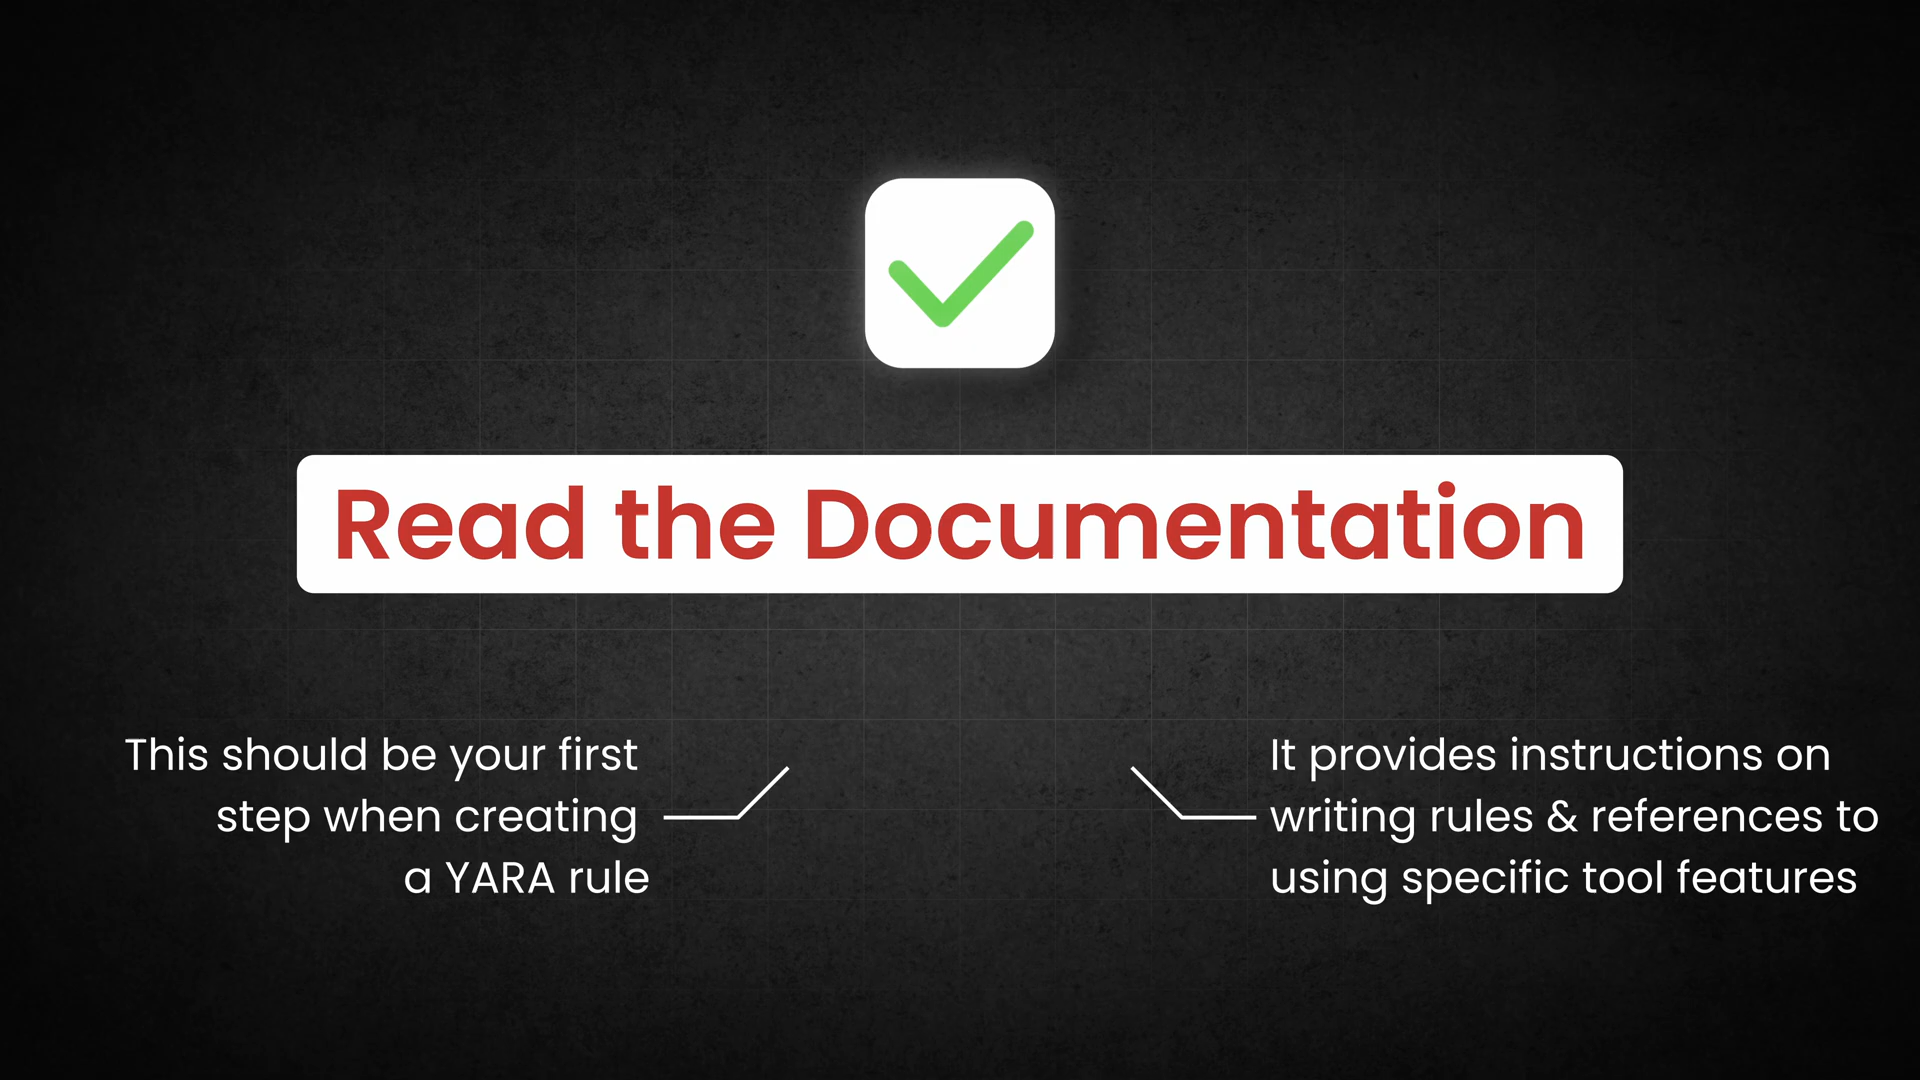 Read the Documentation
This should be your first
step when creating
a YARA rule
It provides instructions on
writing rules & references to
using specific tool features